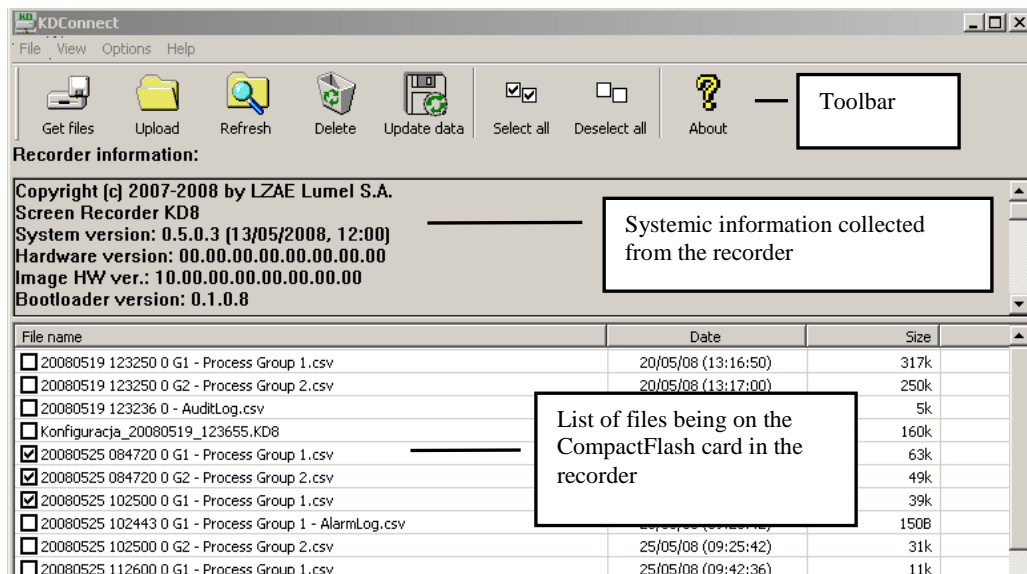 KDConnect
File View Options Help
Get files Upload Refresh Delete Update data Select all Deselect all About
Toolbar
Recorder information:
Copyright (c) 2007-2008 by LZAE Lumel S.A.
Screen Recorder KD8
System version: 0.5.0.3 (13/05/2008, 12:00)
Hardware version: 00.00.00.00.00.00.00.00
Image HW ver.: 10.00.00.00.00.00.00.00
Bootloader version: 0.1.0.8
Systemic information collected
from the recorder
File name Date Size
20080519 123250 0 G1 - Process Group 1.csv 20/05/08 (13:16:50) 317k
20080519 123250 0 G2 - Process Group 2.csv 20/05/08 (13:17:00) 250k
20080519 123236 0 - AuditLog.csv 5k
Konfiguracja_20080519_123655.KD8 160k
20080525 084720 0 G1 - Process Group 1.csv 63k
20080525 084720 0 G2 - Process Group 2.csv 49k
20080525 102500 0 G1 - Process Group 1.csv 39k
20080525 102443 0 G1 - Process Group 1 - AlarmLog.csv 150B
20080525 102500 0 G2 - Process Group 2.csv 25/05/08 (09:25:42) 31k
20080525 112600 0 G1 - Process Group 1.csv 25/05/08 (09:42:36) 11k
List of files being on the
CompactFlash card in the
recorder